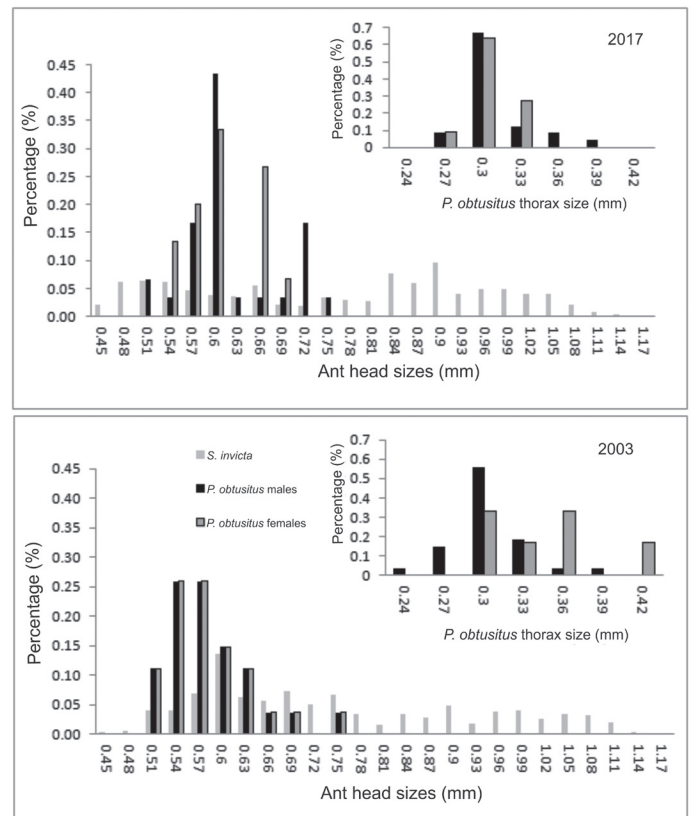 2017
Percentage (%)
0.7
0.6
0.5
0.4
0.3
0.2
0.1
0
0.24 0.27 0.3 0.33 0.36 0.39 0.42
P. obtusitus thorax size (mm)
Percentage (%)
0.45
0.40
0.35
0.30
0.25
0.20
0.15
0.10
0.05
0.00
0.45 0.48 0.51 0.54 0.57 0.6 0.63 0.66 0.69 0.72 0.75 0.78 0.81 0.84 0.87 0.9 0.93 0.96 0.99 1.02 1.05 1.08 1.11 1.14 1.17
Ant head sizes (mm)
2003
Percentage (%)
0.7
0.6
0.5
0.4
0.3
0.2
0.1
0
0.24 0.27 0.3 0.33 0.36 0.39 0.42
P. obtusitus thorax size (mm)
S. invicta
P. obtusitus males
P. obtusitus females
Percentage (%)
0.45
0.40
0.35
0.30
0.25
0.20
0.15
0.10
0.05
0.00
0.45 0.48 0.51 0.54 0.57 0.6 0.63 0.66 0.69 0.72 0.75 0.78 0.81 0.84 0.87 0.9 0.93 0.96 0.99 1.02 1.05 1.08 1.11 1.14 1.17
Ant head sizes (mm)